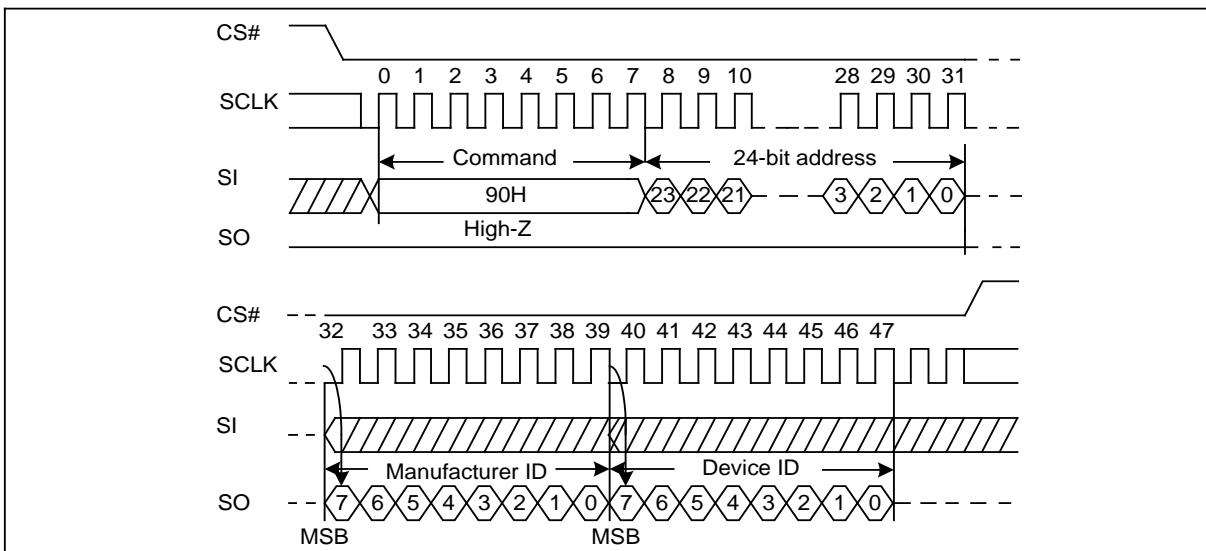 CS#
0 1 2 3 4 5 6 7 8 9 10 28 29 30 31
SCLK
Command 24-bit address
SI
90H 23 22 21 3 2 1 0
High-Z
SO
CS#
32 33 34 35 36 37 38 39 40 41 42 43 44 45 46 47
SCLK
SI
Manufacturer ID Device ID
SO 7 6 5 4 3 2 1 0 7 6 5 4 3 2 1 0
MSB MSB